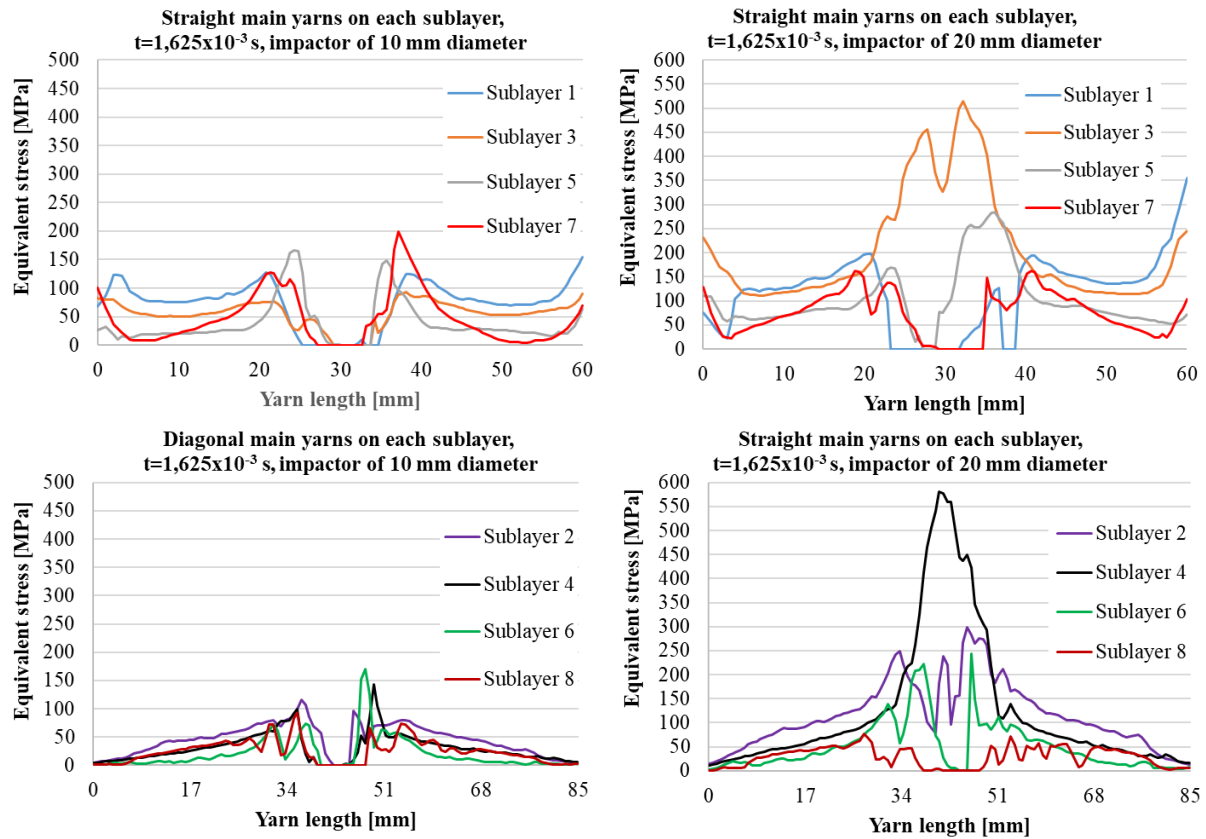 Straight main yarns on each sublayer,
t=1,625x10⁻³ s, impactor of 10 mm diameter
Equivalent stress [MPa]
500
450
400
350
300
250
200
150
100
50
0
Sublayer 1
Sublayer 3
Sublayer 5
Sublayer 7
0 10 20 30 40 50 60
Yarn length [mm]
Straight main yarns on each sublayer,
t=1,625x10⁻³ s, impactor of 20 mm diameter
Equivalent stress [MPa]
600
550
500
450
400
350
300
250
200
150
100
50
0
Sublayer 1
Sublayer 3
Sublayer 5
Sublayer 7
0 10 20 30 40 50 60
Yarn length [mm]
Diagonal main yarns on each sublayer,
t=1,625x10⁻³ s, impactor of 10 mm diameter
Equivalent stress [MPa]
500
450
400
350
300
250
200
150
100
50
0
Sublayer 2
Sublayer 4
Sublayer 6
Sublayer 8
0 17 34 51 68 85
Yarn length [mm]
Straight main yarns on each sublayer,
t=1,625x10⁻³ s, impactor of 20 mm diameter
Equivalent stress [MPa]
600
550
500
450
400
350
300
250
200
150
100
50
0
Sublayer 2
Sublayer 4
Sublayer 6
Sublayer 8
0 17 34 51 68 85
Yarn length [mm]